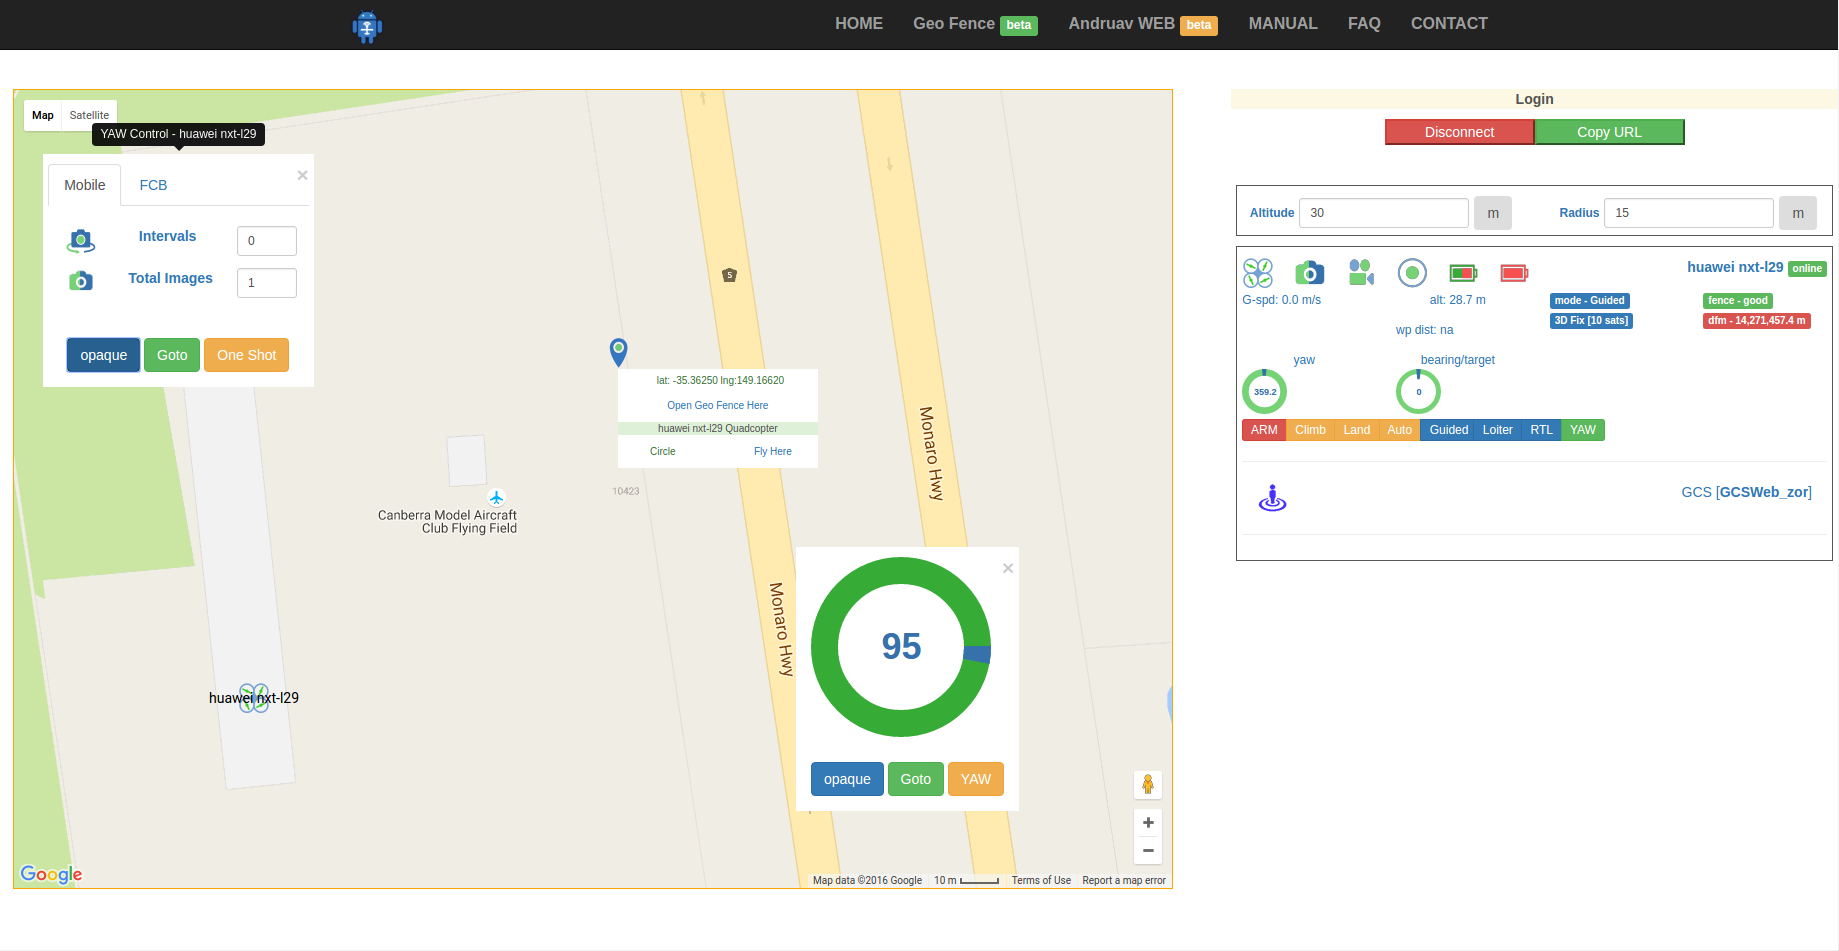 HOME Geo Fence beta Andruav WEB beta MANUAL FAQ CONTACT
Map Satellite
YAW Control - huawei nxt-l29
Mobile FCB ×
Intervals 0
Total Images 1
opaque Goto One Shot
5
lat: -35.36250 lng:149.16620
Open Geo Fence Here
huawei nxt-l29 Quadcopter
Circle Fly Here
10423
Canberra Model Aircraft
Club Flying Field
Monaro Hwy
Monaro Hwy
huawei nxt-l29
×
95
opaque Goto YAW
+
−
Google
Map data ©2016 Google 10 m Terms of Use Report a map error
Login
Disconnect Copy URL
Altitude 30 m Radius 15 m
huawei nxt-l29 online
G-spd: 0.0 m/s alt: 28.7 m mode - Guided fence - good
3D Fix [10 sats] dfm - 14,271,457.4 m
wp dist: na
yaw bearing/target
359.2 0
ARM Climb Land Auto Guided Loiter RTL YAW
GCS [GCSWeb_zor]